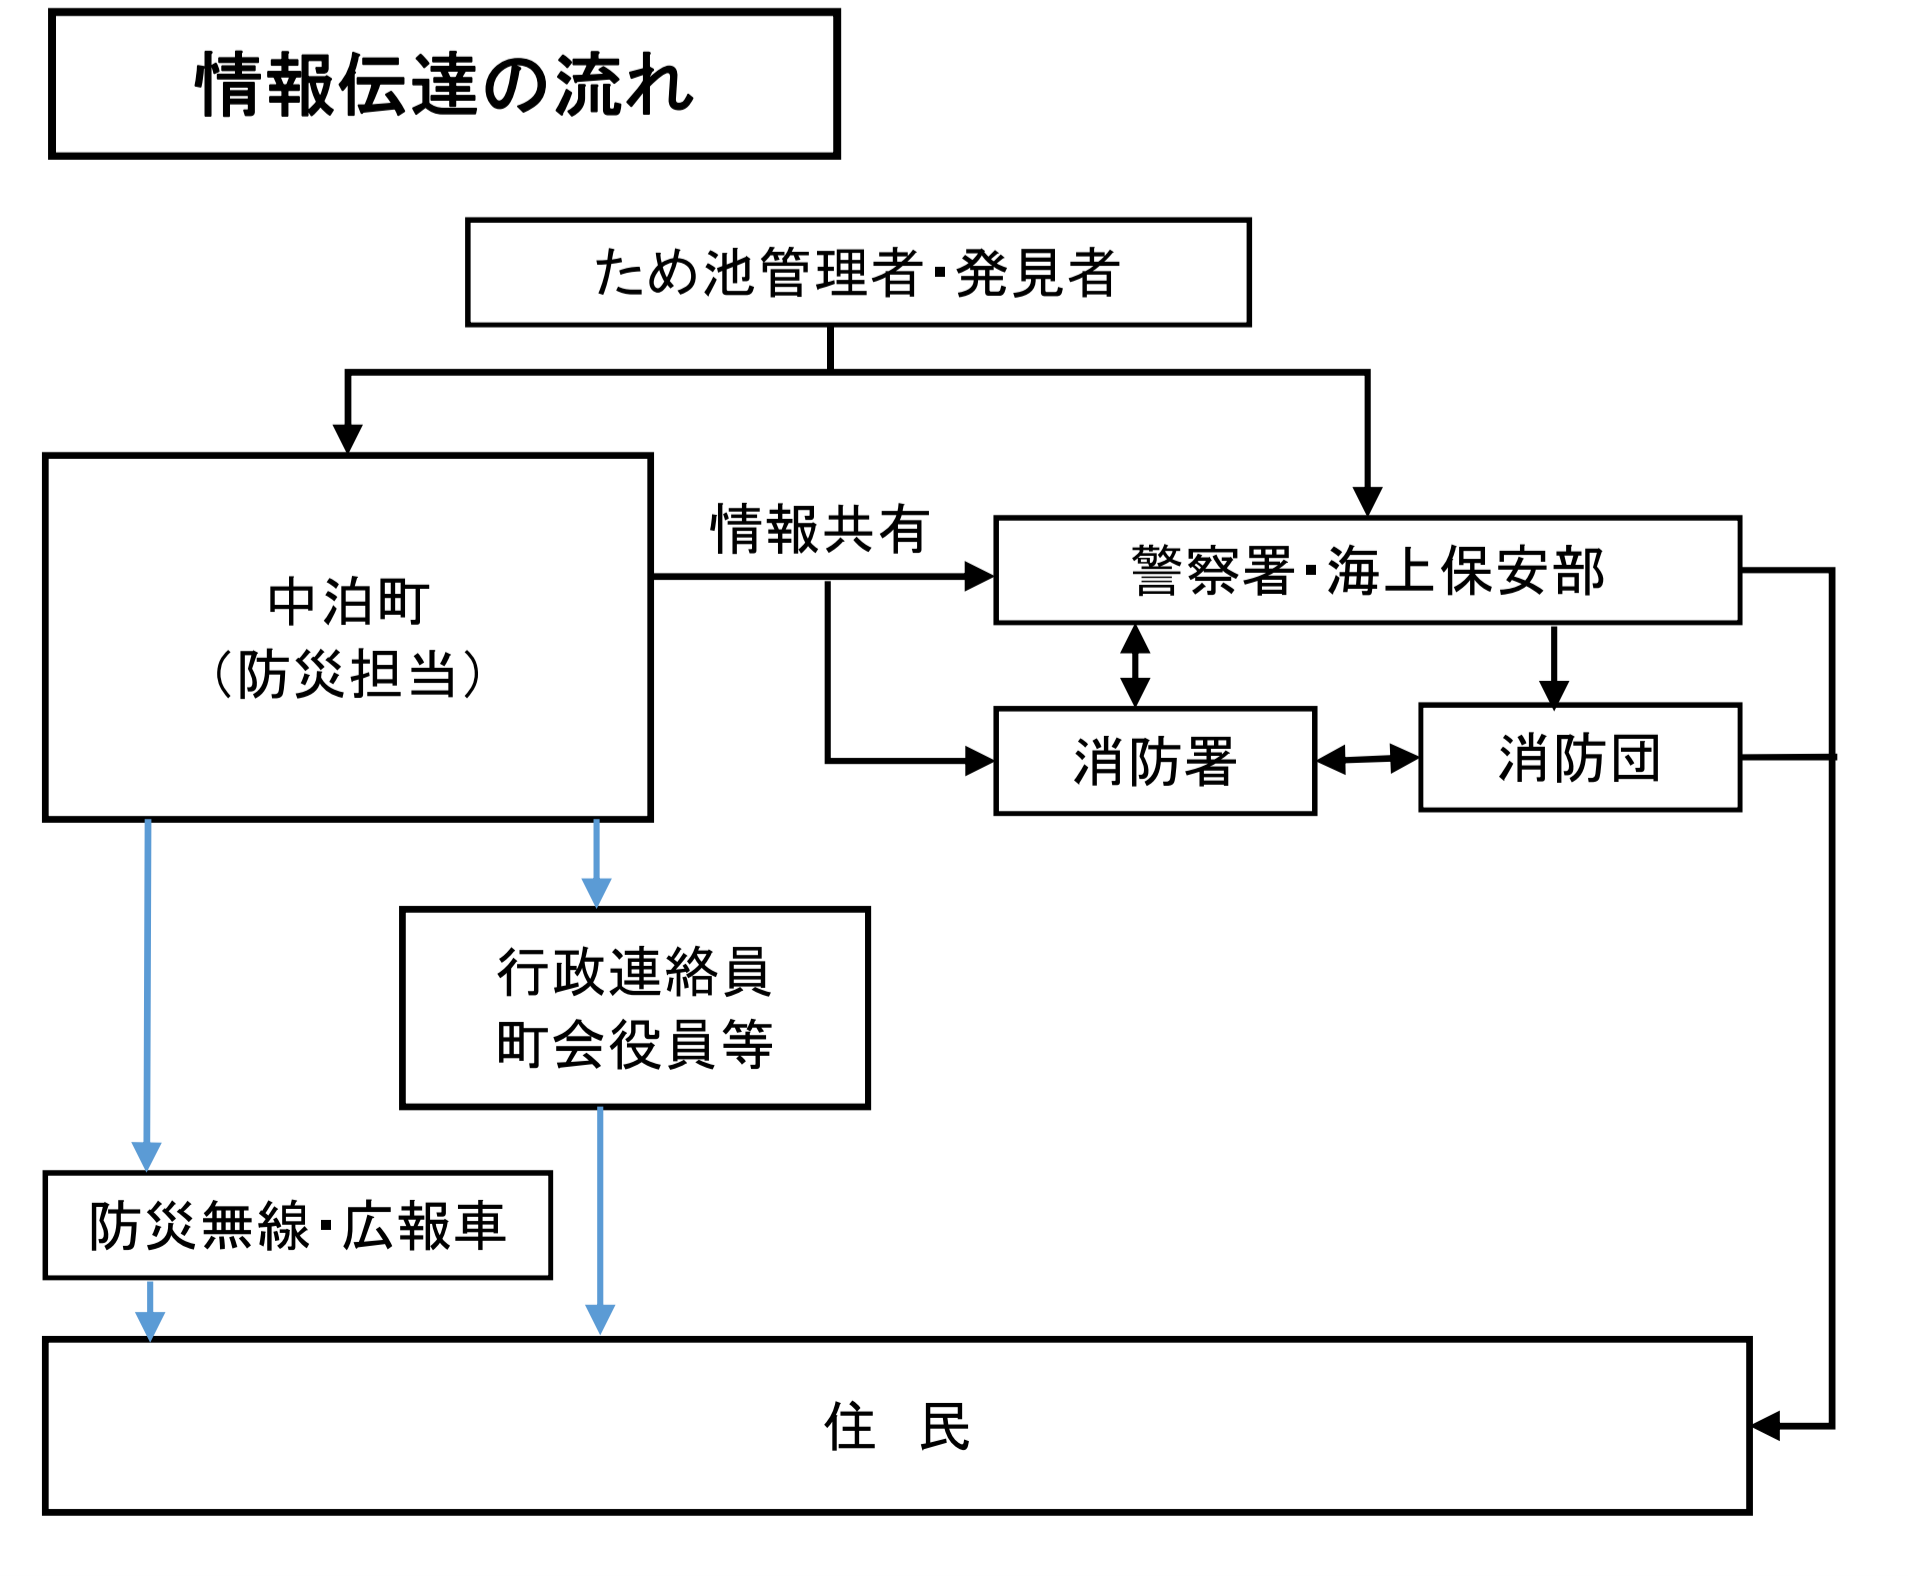 情報伝達の流れ
ため池管理者・発見者
情報共有
中泊町
（防災担当）
警察署・海上保安部
消防署
消防団
行政連絡員
町会役員等
防災無線・広報車
住　民